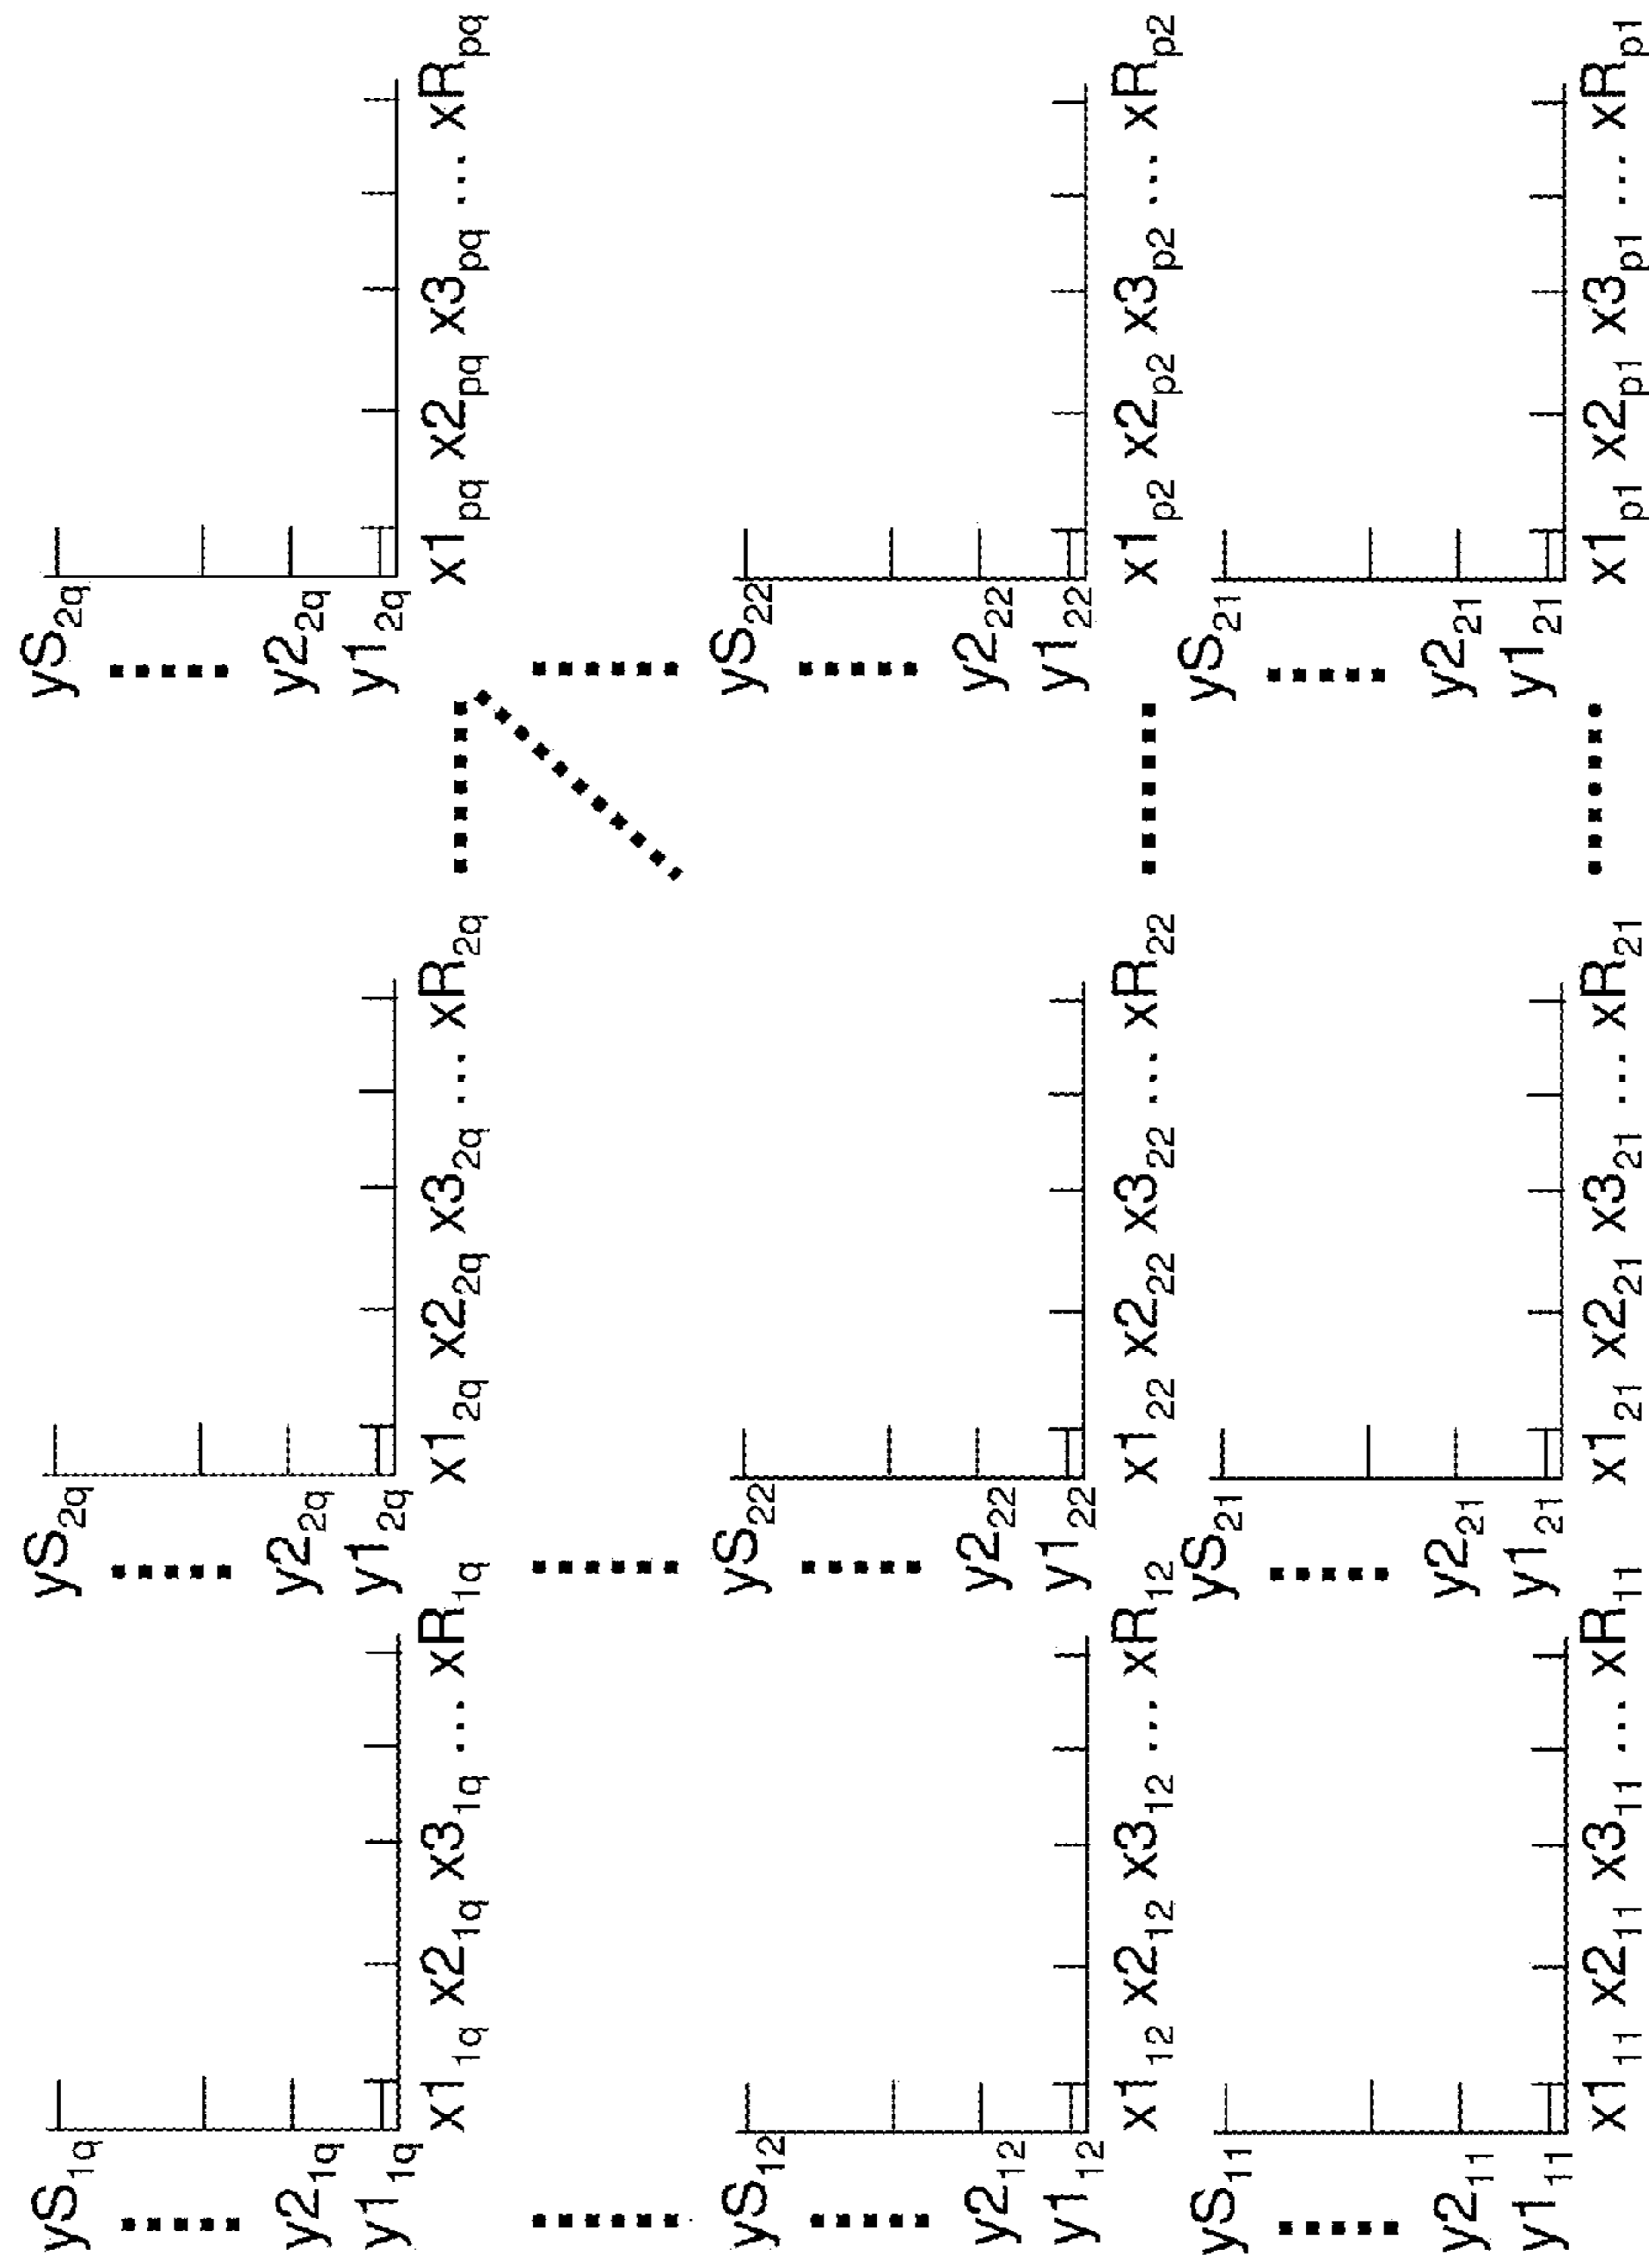 yS₁q
y2₁q
y1₁q
x1₁q x2₁q x3₁q ... xR₁q
yS₂q
y2₂q
y1₂q
x1₂q x2₂q x3₂q ... xR₂q
yS₂q
y2₂q
y1₂q
x1pq x2pq x3pq ... xRpq
yS₁₂
y2₁₂
y1₁₂
x1₁₂ x2₁₂ x3₁₂ ... xR₁₂
yS₂₂
y2₂₂
y1₂₂
x1₂₂ x2₂₂ x3₂₂ ... xR₂₂
yS₂₂
y2₂₂
y1₂₂
x1p₂ x2p₂ x3p₂ ... xRp₂
yS₁₁
y2₁₁
y1₁₁
x1₁₁ x2₁₁ x3₁₁ ... xR₁₁
yS₂₁
y2₂₁
y1₂₁
x1₂₁ x2₂₁ x3₂₁ ... xR₂₁
yS₂₁
y2₂₁
y1₂₁
x1p₁ x2p₁ x3p₁ ... xRp₁